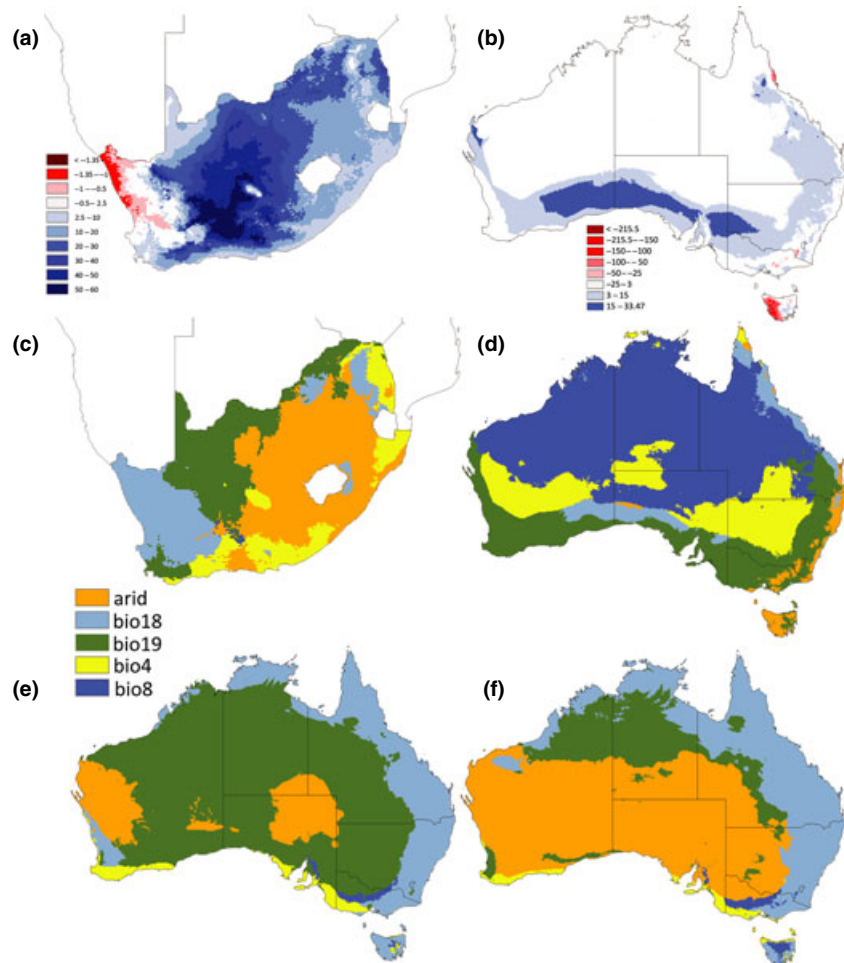 (a)
(b)
< −1.35
−1.35−−1
−1−−0.5
−0.5−2.5
2.5−10
10−20
20−30
30−40
40−50
50−60
< −215.5
−215.5−−150
−150−−100
−100−−50
−50−−25
−25−3
3−15
15−33.47
(c)
(d)
arid
bio18
bio19
bio4
bio8
(e)
(f)